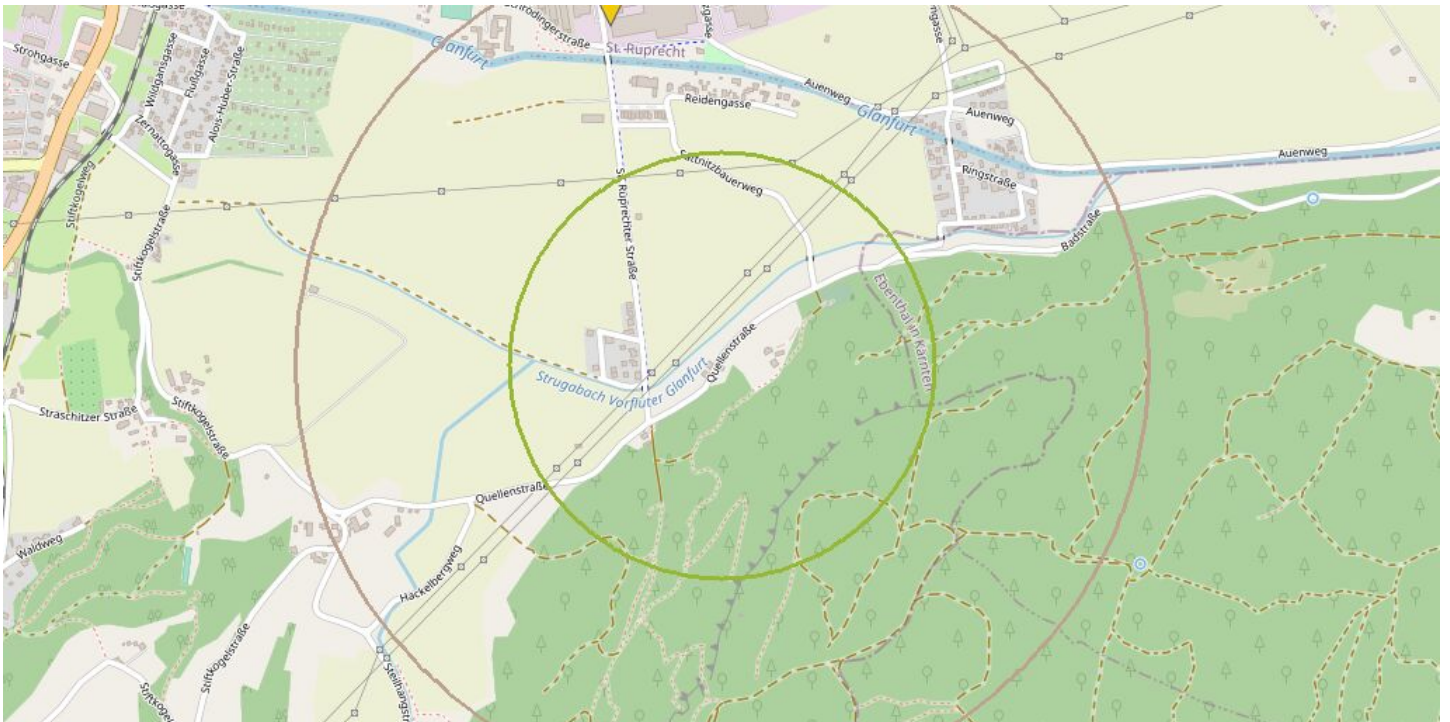 Schrödingerstraße
St. Ruprecht
Glanfurt
Strohgasse
Wildgansgasse
Flußgasse
Alois-Huber-Straße
Zernattogasse
Reidengasse
Auenweg
Glanfurt
Auenweg
Auenweg
Sattnitzbauerweg
Ringstraße
Stiftkogelweg
Stiftkogelstraße
St. Ruprechter Straße
Badstraße
Ebenthal in Kärnten
Quellenstraße
Strugabach Vorfluter Glanfurt
Straschitzer Straße
Stiftkogelstraße
Quellenstraße
Waldweg
Hackelbergweg
Stiftkogelstraße
Stiftkogel
Steilhangstr